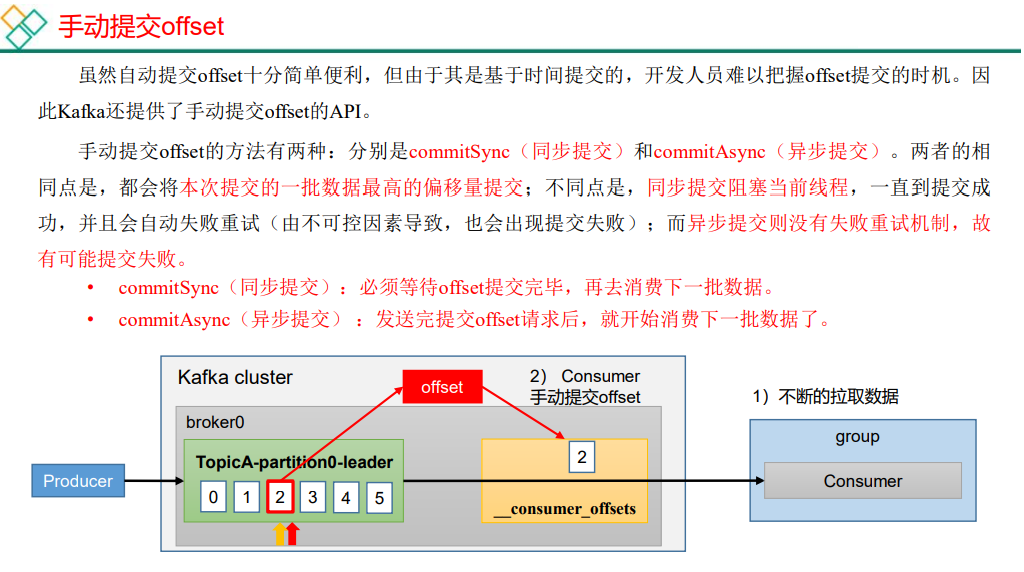 手动提交offset
虽然自动提交offset十分简单便利，但由于其是基于时间提交的，开发人员难以把握offset提交的时机。因
此Kafka还提供了手动提交offset的API。
手动提交offset的方法有两种：分别是commitSync（同步提交）和commitAsync（异步提交）。两者的相
同点是，都会将本次提交的一批数据最高的偏移量提交；不同点是，同步提交阻塞当前线程，一直到提交成
功，并且会自动失败重试（由不可控因素导致，也会出现提交失败）；而异步提交则没有失败重试机制，故
有可能提交失败。
• commitSync（同步提交）：必须等待offset提交完毕，再去消费下一批数据。
• commitAsync（异步提交） ：发送完提交offset请求后，就开始消费下一批数据了。
Kafka cluster
offset
2） Consumer
手动提交offset
1）不断的拉取数据
broker0
group
TopicA-partition0-leader
2
Producer
0 1 2 3 4 5
Consumer
__consumer_offsets